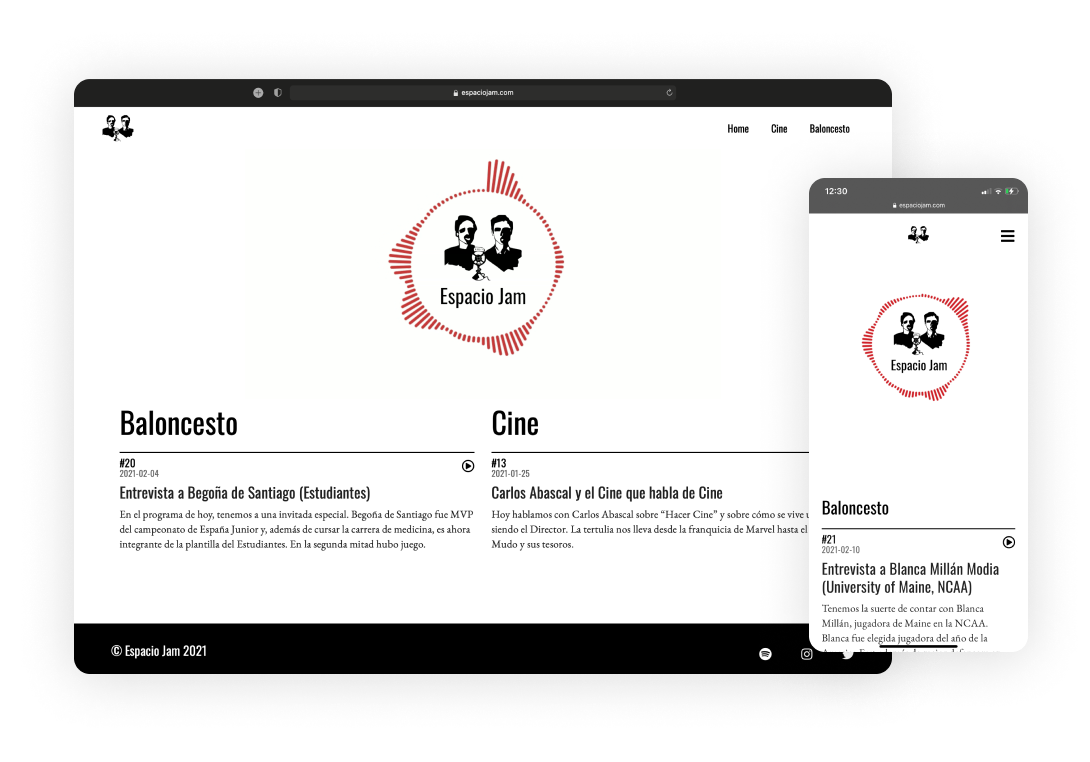 espaciojam.com
Home Cine Baloncesto
Espacio Jam
Baloncesto
#20
2021-02-04
Entrevista a Begoña de Santiago (Estudiantes)
En el programa de hoy, tenemos a una invitada especial. Begoña de Santiago fue MVP
del campeonato de España Junior y, además de cursar la carrera de medicina, es ahora
integrante de la plantilla del Estudiantes. En la segunda mitad hubo juego.
Cine
#13
2021-01-25
Carlos Abascal y el Cine que habla de Cine
Hoy hablamos con Carlos Abascal sobre “Hacer Cine” y sobre cómo se vive
siendo el Director. La tertulia nos lleva desde la franquicia de Marvel hasta el
Mudo y sus tesoros.
© Espacio Jam 2021
12:30
espaciojam.com
Espacio Jam
Baloncesto
#21
2021-02-10
Entrevista a Blanca Millán Modia
(University of Maine, NCAA)
Tenemos la suerte de contar con Blanca
Millán, jugadora de Maine en la NCAA.
Blanca fue elegida jugadora del año de la